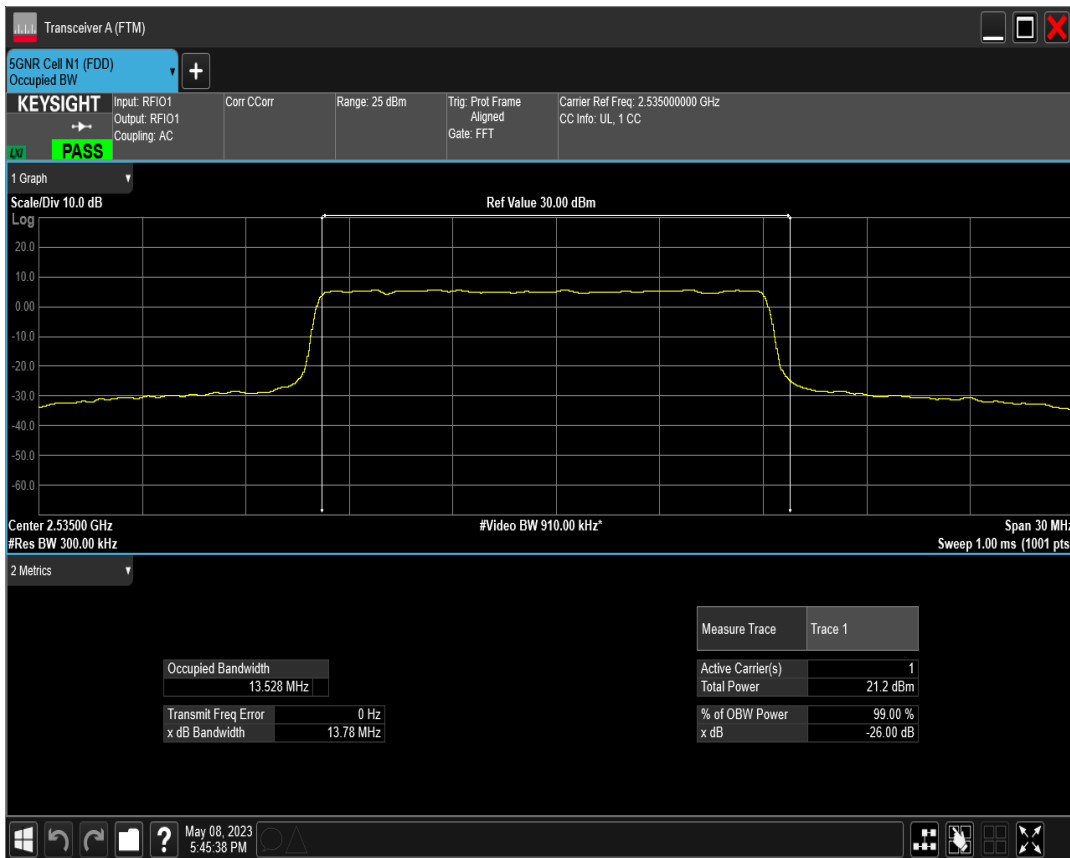 Transceiver A (FTM)
5GNR Cell N1 (FDD)
Occupied BW
+
KEYSIGHT
LXI
PASS
Input: RFIO1
Output: RFIO1
Coupling: AC
Corr CCorr
Range: 25 dBm
Trig: Prot Frame
Aligned
Gate: FFT
Carrier Ref Freq: 2.535000000 GHz
CC Info: UL, 1 CC
1 Graph
Scale/Div 10.0 dB
Ref Value 30.00 dBm
Log
20.0
10.0
0.00
-10.0
-20.0
-30.0
-40.0
-50.0
-60.0
Center 2.53500 GHz
#Video BW 910.00 kHz*
Span 30 MHz
#Res BW 300.00 kHz
Sweep 1.00 ms (1001 pts
2 Metrics
Measure Trace Trace 1
Occupied Bandwidth
13.528 MHz
Active Carrier(s) 1
Total Power 21.2 dBm
Transmit Freq Error 0 Hz
x dB Bandwidth 13.78 MHz
% of OBW Power 99.00 %
x dB -26.00 dB
?
May 08, 2023
5:45:38 PM